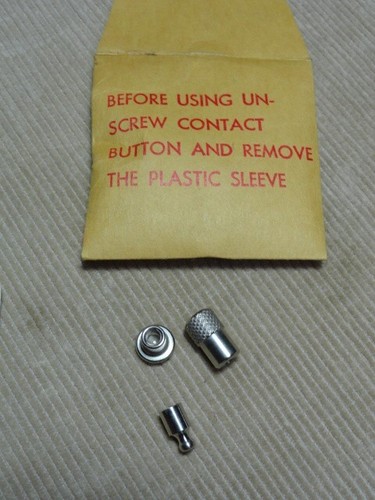 BEFORE USING UN-
SCREW CONTACT
BUTTON AND REMOVE
THE PLASTIC SLEEVE